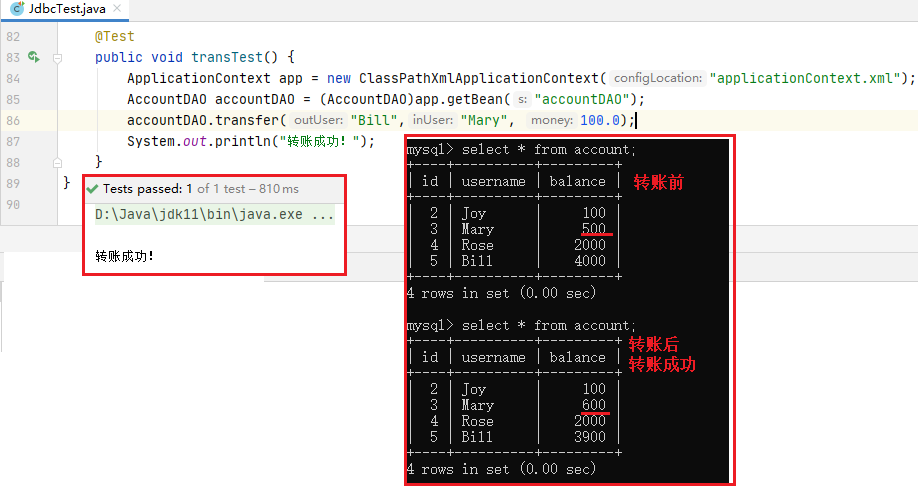 JdbcTest.java
82 @Test
83 public void transTest() {
84 ApplicationContext app = new ClassPathXmlApplicationContext( configLocation: "applicationContext.xml");
85 AccountDAO accountDAO = (AccountDAO)app.getBean( s: "accountDAO");
86 accountDAO.transfer( outUser: "Bill", inUser: "Mary", money: 100.0);
87 System.out.println("转账成功！");
88 }
89 }
90
Tests passed: 1 of 1 test – 810 ms
D:\Java\jdk11\bin\java.exe ...
转账成功！
mysql> select * from account;
+----+----------+---------+
| id | username | balance |
+----+----------+---------+
| 2 | Joy | 100 |
| 3 | Mary | 500 |
| 4 | Rose | 2000 |
| 5 | Bill | 4000 |
+----+----------+---------+
4 rows in set (0.00 sec)
转账前
mysql> select * from account;
+----+----------+---------+
| id | username | balance |
+----+----------+---------+
| 2 | Joy | 100 |
| 3 | Mary | 600 |
| 4 | Rose | 2000 |
| 5 | Bill | 3900 |
+----+----------+---------+
4 rows in set (0.00 sec)
转账后
转账成功